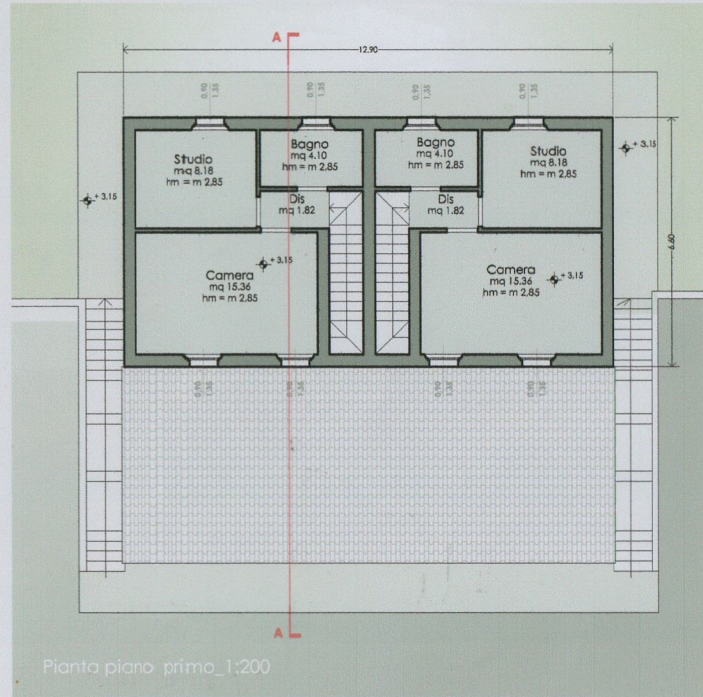 A
12.90
0,90
1,35
0,90
1,35
0,90
1,35
0,90
1,35
Studio
mq 8.18
hm = m 2,85
Bagno
mq 4.10
hm = m 2,85
Bagno
mq 4.10
hm = m 2,85
Studio
mq 8.18
hm = m 2,85
+ 3,15
+ 3,15
Dis
mq 1.82
Dis
mq 1.82
6.60
Camera
mq 15.36
hm = m 2,85
+ 3,15
Camera
mq 15.36
hm = m 2,85
+ 3,15
0,90
1,35
0,90
1,35
0,90
1,35
0,90
1,35
A
Pianta piano primo_1:200